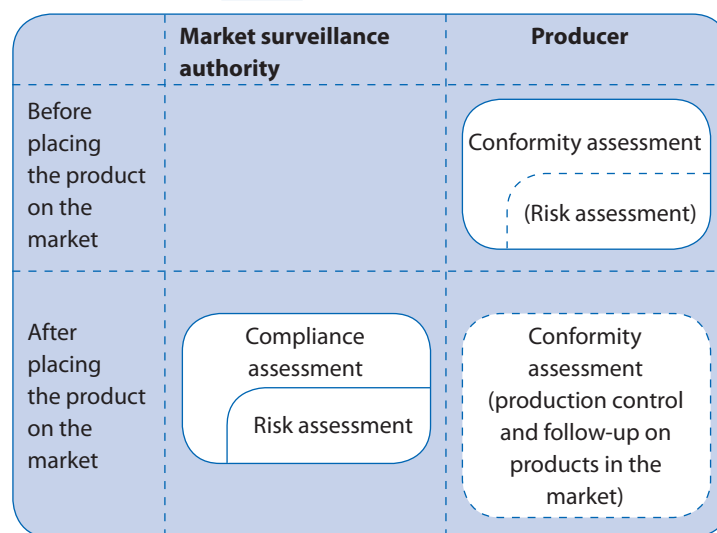 Market surveillance
authority
Producer
Before
placing
the product
on the
market
Conformity assessment
(Risk assessment)
After
placing
the product
on the
market
Compliance
assessment
Risk assessment
Conformity
assessment
(production control
and follow-up on
products in the
market)